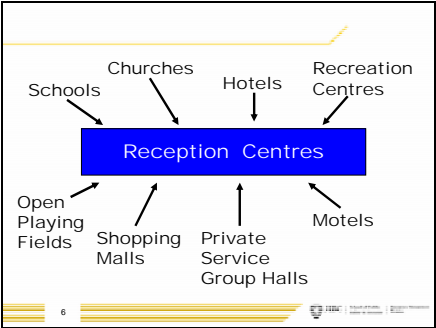 Churches
Schools
Hotels
Recreation
Centres
Reception Centres
Open
Playing
Fields
Shopping
Malls
Private
Service
Group Halls
Motels
6